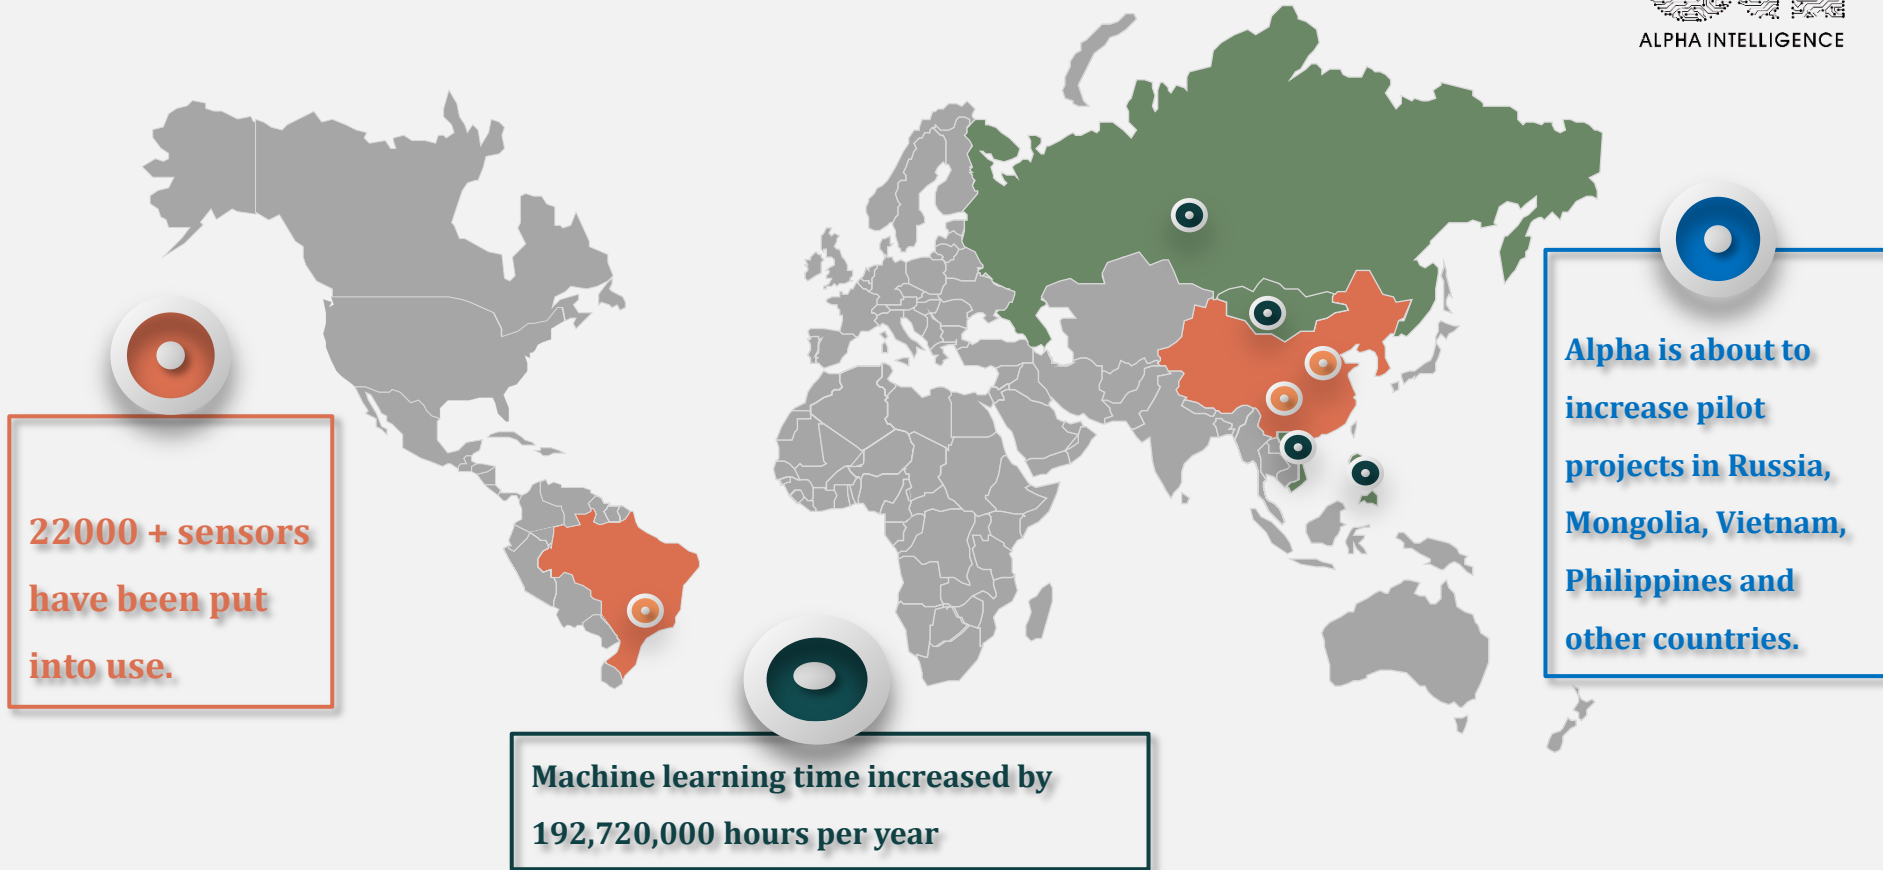 ALPHA INTELLIGENCE
22000 + sensors
have been put
into use.
Alpha is about to
increase pilot
projects in Russia,
Mongolia, Vietnam,
Philippines and
other countries.
Machine learning time increased by
192,720,000 hours per year